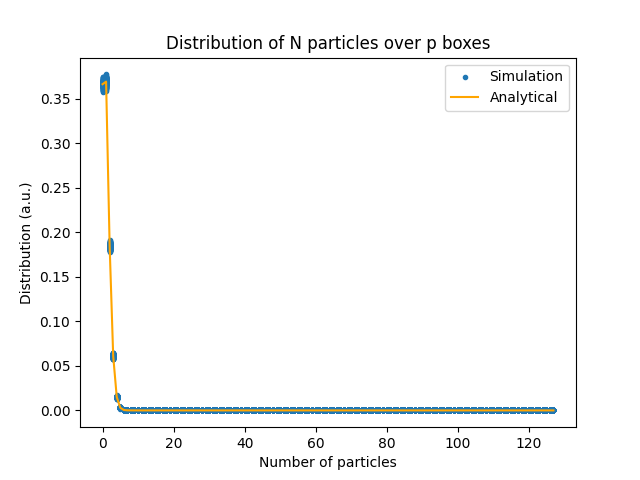 Distribution of N particles over p boxes
Simulation
Analytical
Distribution (a.u.)
0.35
0.30
0.25
0.20
0.15
0.10
0.05
0.00
0 20 40 60 80 100 120
Number of particles